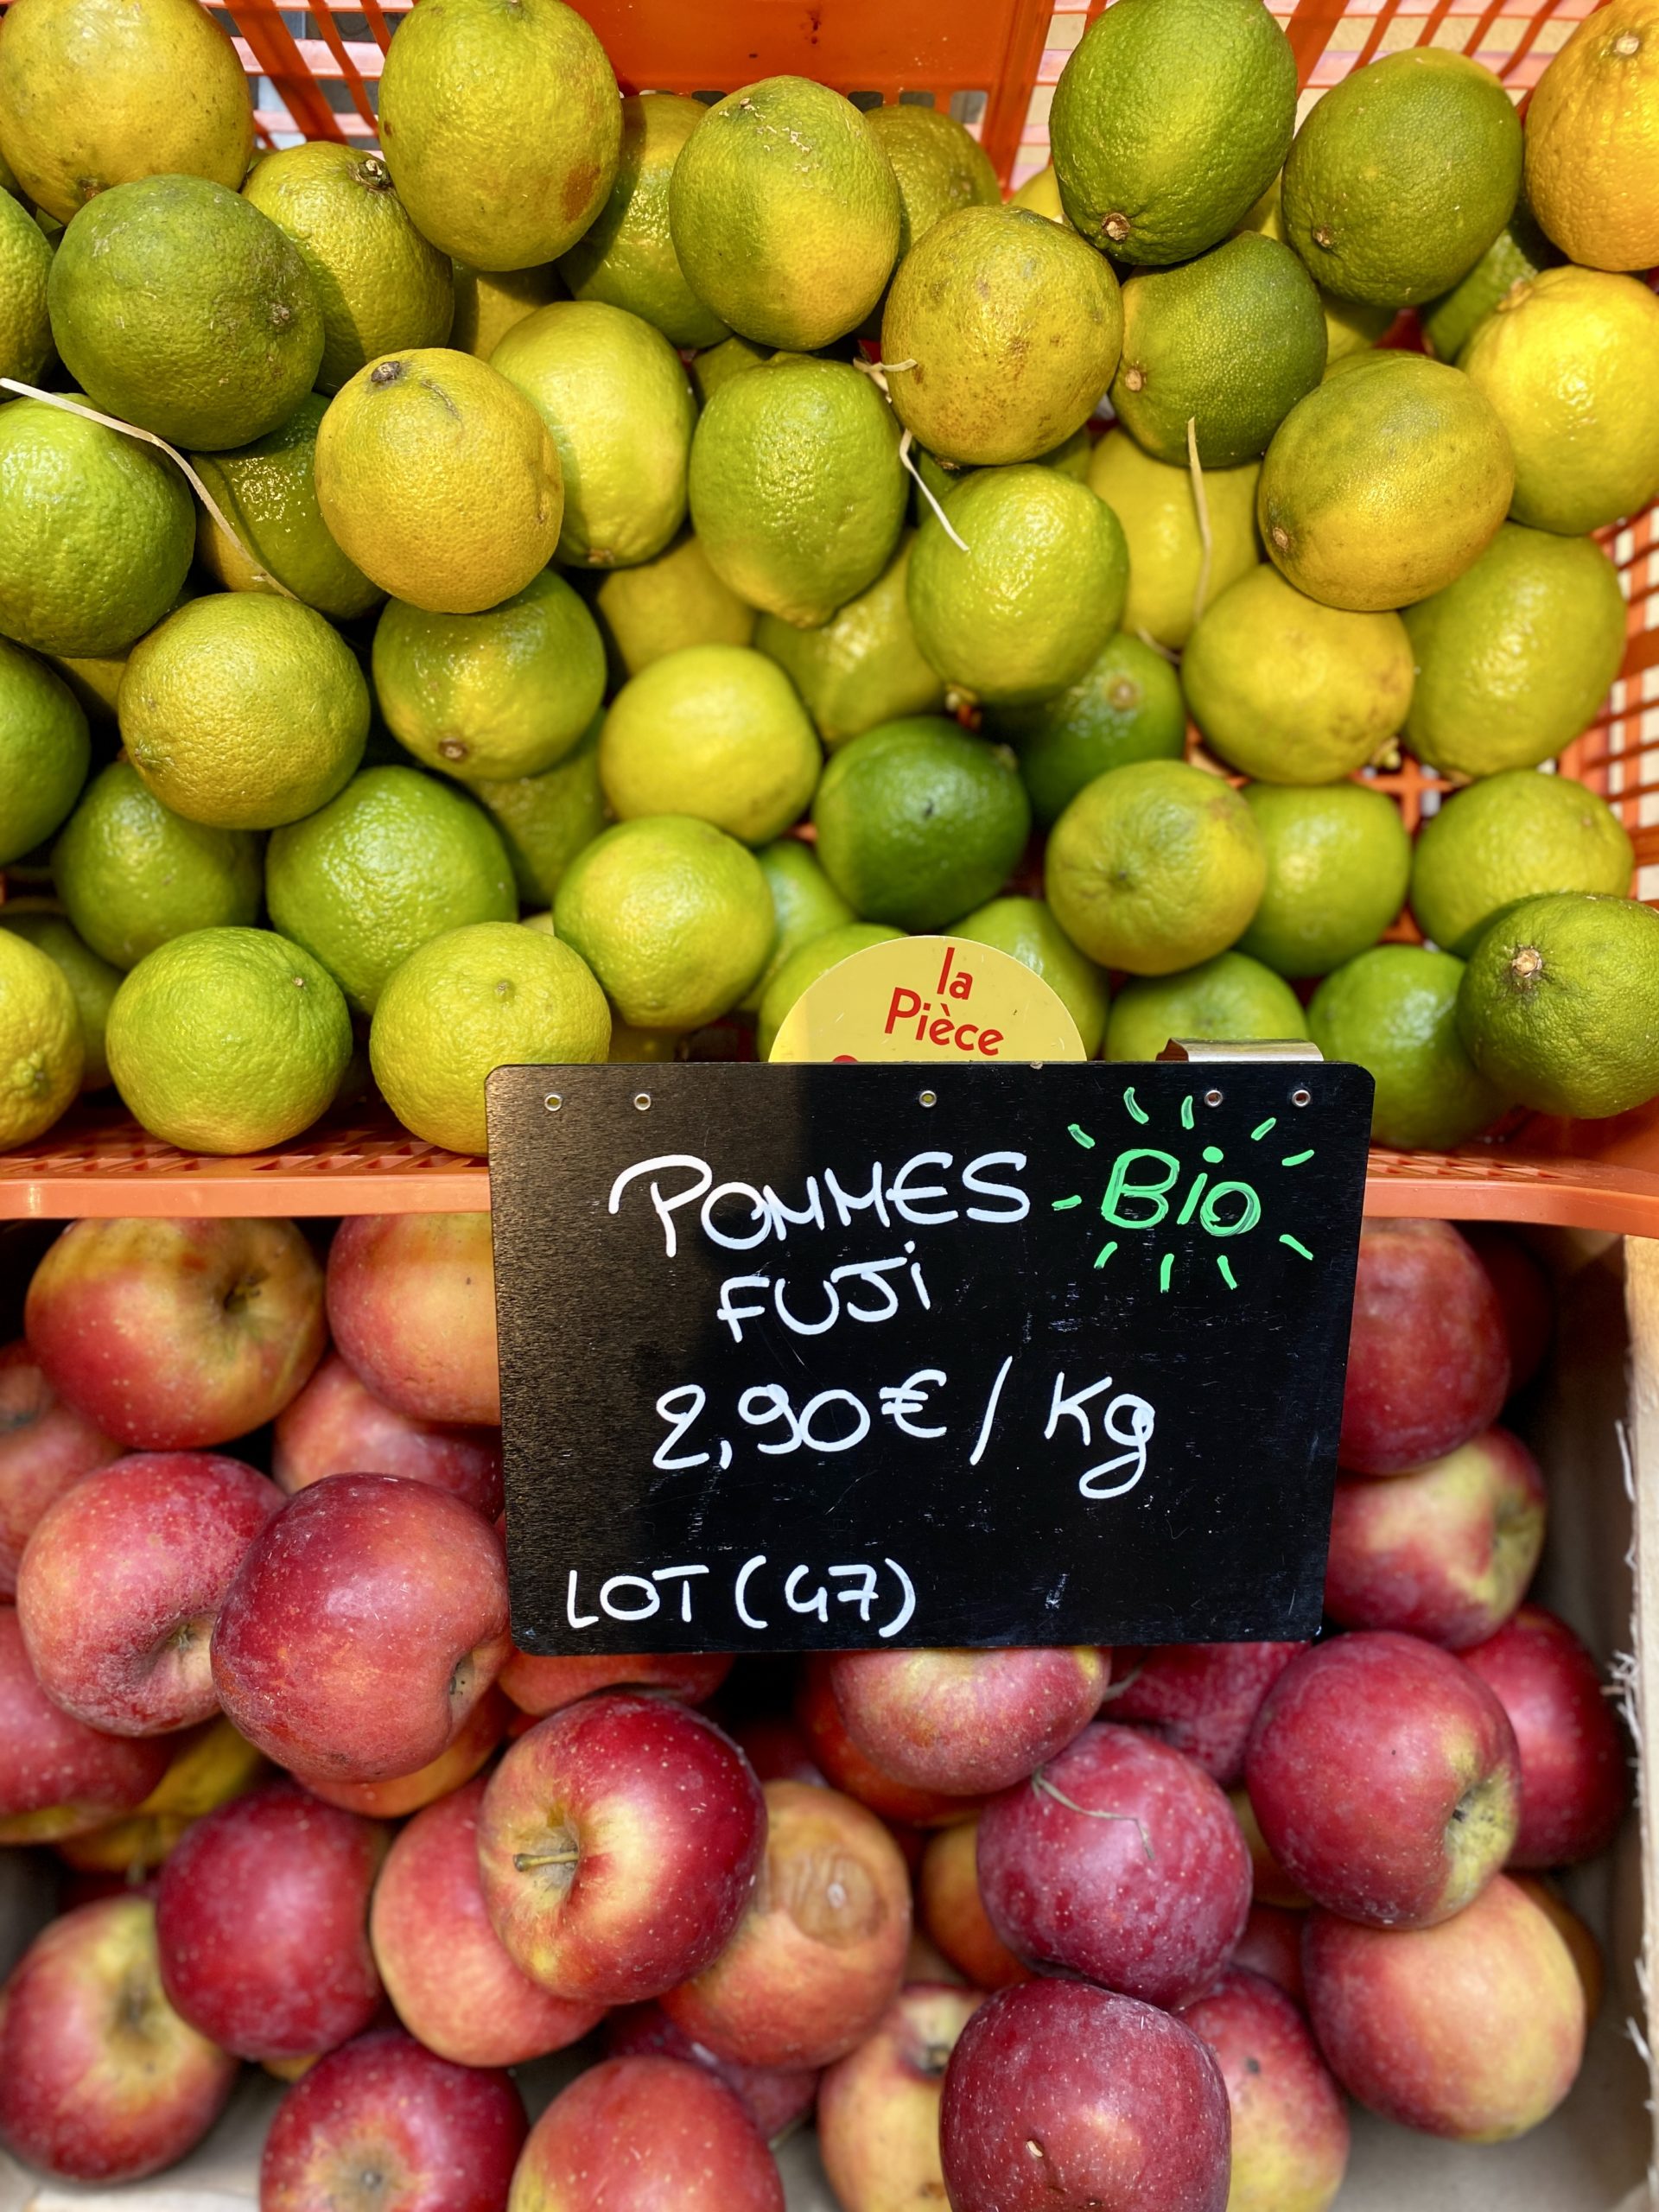 la
Pièce
POMMES Bio
FUJi
2,90€ / Kg
LOT (47)